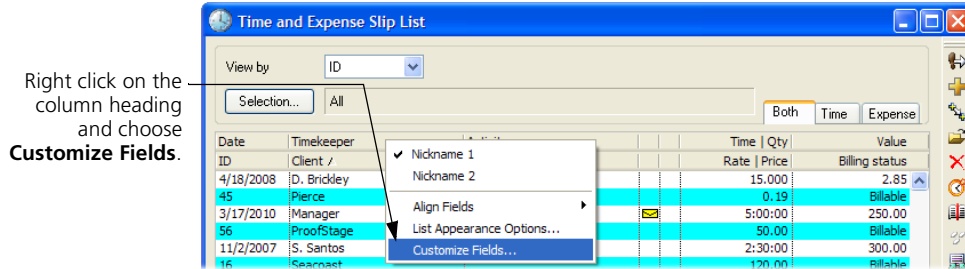 Time and Expense Slip List
View by ID
Right click on the
column heading
and choose
Customize Fields.
Selection... All
Both Time Expense
Date Timekeeper Time | Qty Value
ID Client / Rate | Price Billing status
Nickname 1
Nickname 2
Align Fields
List Appearance Options...
Customize Fields...
4/18/2008 D. Brickley 15.000 2.85
45 Pierce 0.19 Billable
3/17/2010 Manager 5:00:00 250.00
56 ProofStage 50.00 Billable
11/2/2007 S. Santos 2:30:00 300.00
16 Seacoast 120.00 Billable